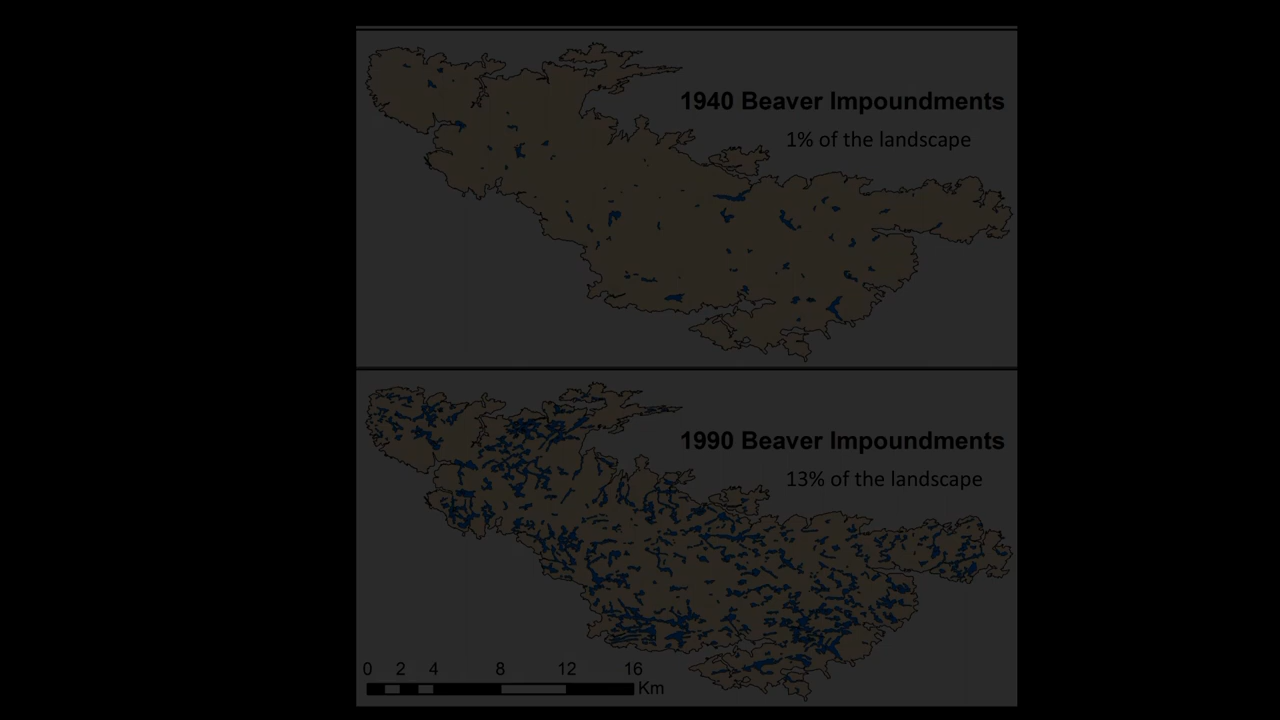 1940 Beaver Impoundments
1% of the landscape
1990 Beaver Impoundments
13% of the landscape
0 2 4 8 12 16
Km